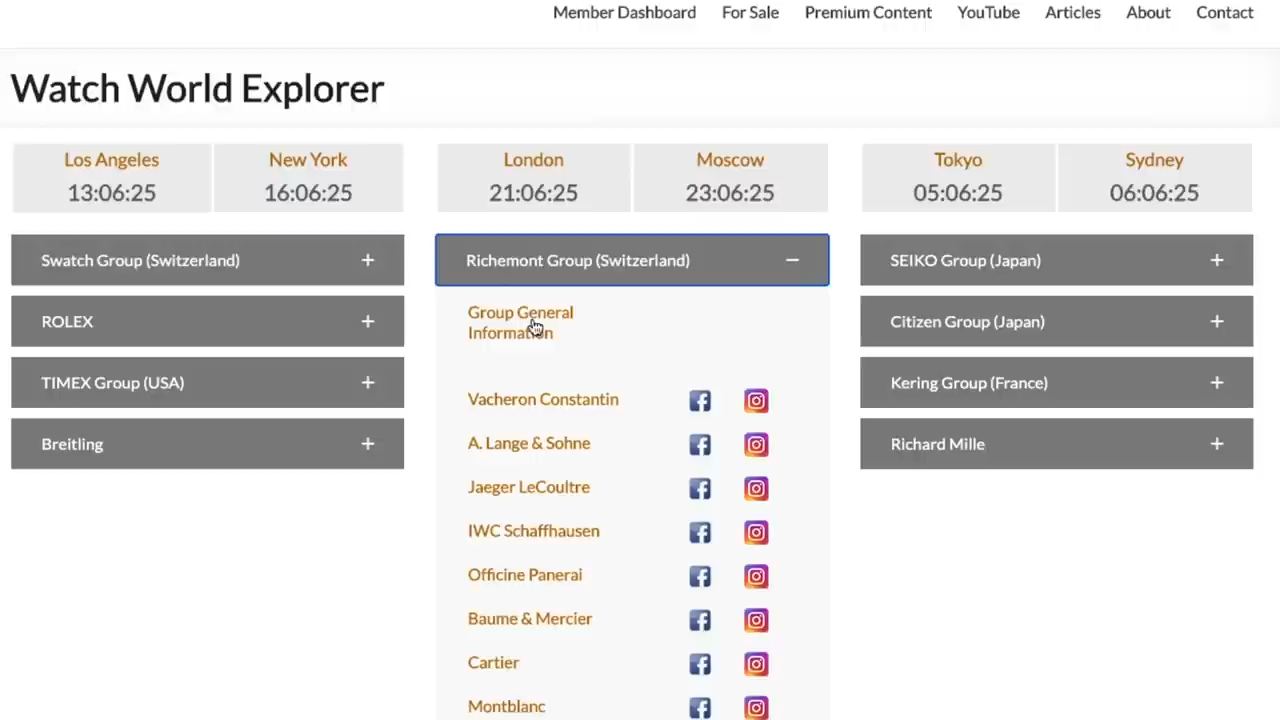 Member Dashboard For Sale Premium Content YouTube Articles About Contact
Watch World Explorer
Los Angeles New York London Moscow Tokyo Sydney
13:06:25 16:06:25 21:06:25 23:06:25 05:06:25 06:06:25
Swatch Group (Switzerland) +
ROLEX +
TIMEX Group (USA) +
Breitling +
Richemont Group (Switzerland) −
Group General
Information
Vacheron Constantin
A. Lange & Sohne
Jaeger LeCoultre
IWC Schaffhausen
Officine Panerai
Baume & Mercier
Cartier
Montblanc
SEIKO Group (Japan) +
Citizen Group (Japan) +
Kering Group (France) +
Richard Mille +